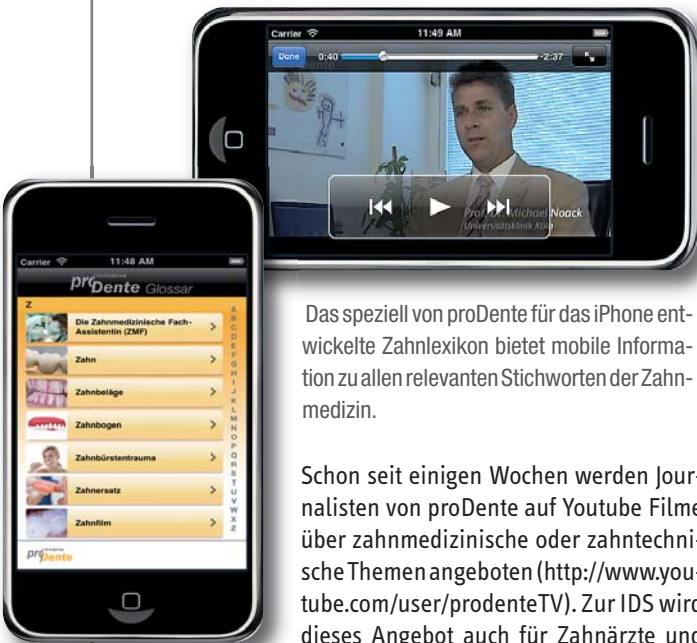 Carrier 11:49 AM
Done 0:40 -2:37
Prof. Dr. Michael Noack
Universitätsklinik Köln
Carrier 11:48 AM
initiative
proDente Glossar
Z
Die Zahnmedizinische Fach-
Assistentin (ZMF)
Zahn
Zahnbeläge
Zahnbogen
Zahnbürstentrauma
Zahnersatz
Zahnfilm
A
B
C
D
E
F
G
H
I
J
K
L
M
N
O
P
Q
R
S
T
U
V
W
X
Z
initiative
proDente
Das speziell von proDente für das iPhone ent-
wickelte Zahnlexikon bietet mobile Informa-
tion zu allen relevanten Stichworten der Zahn-
medizin.
Schon seit einigen Wochen werden Jour-
nalisten von proDente auf Youtube Filme
über zahnmedizinische oder zahntechni-
sche Themen angeboten (http://www.you-
tube.com/user/prodenteTV). Zur IDS wird
dieses Angebot auch für Zahnärzte und